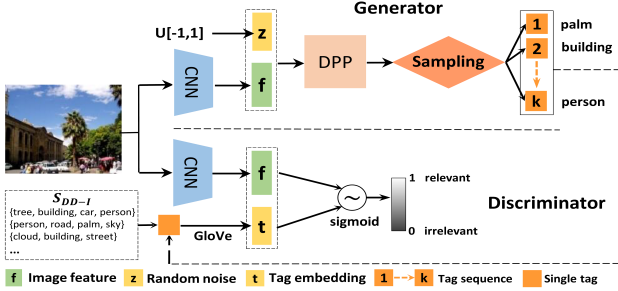 Generator
U[-1,1]
z
CNN
f
DPP
Sampling
1 palm
2 building
k person
CNN
f
S_{DD-I}
{tree, building, car, person}
{person, road, palm, sky}
{cloud, building, street}
...
GloVe
t
~
sigmoid
1 relevant
0 irrelevant
Discriminator
f Image feature z Random noise t Tag embedding 1 k Tag sequence Single tag